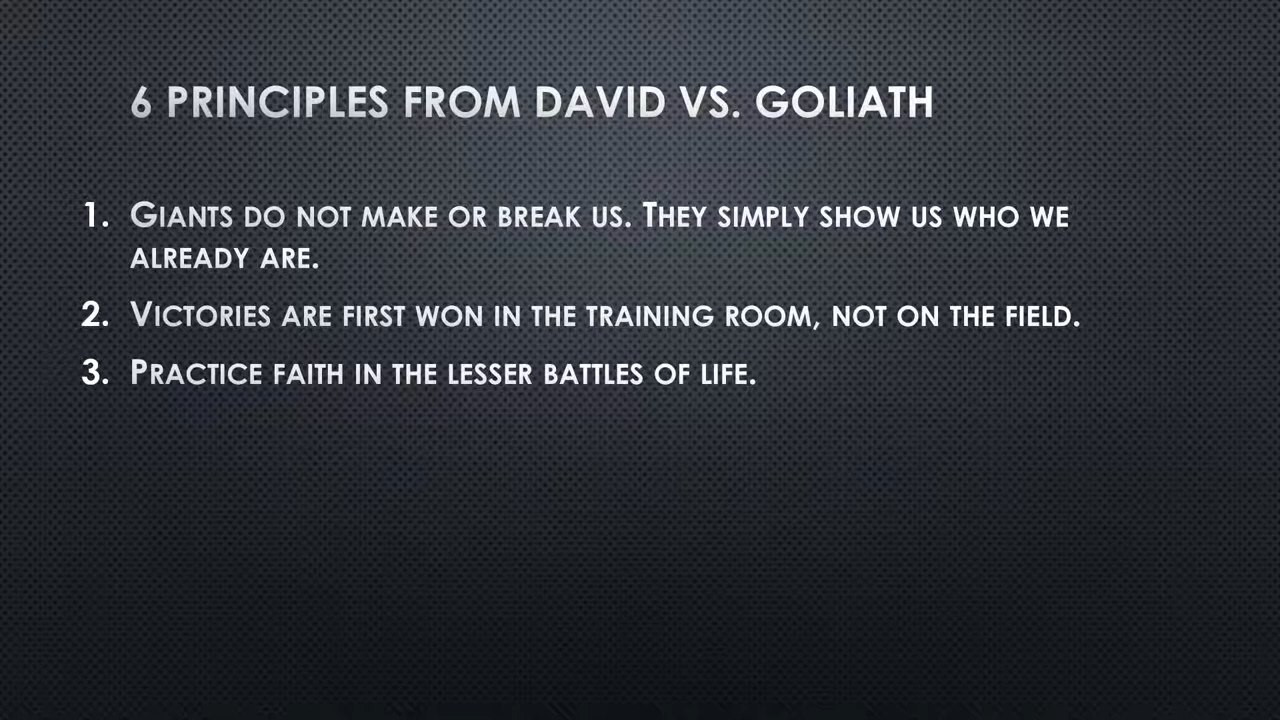 6 PRINCIPLES FROM DAVID VS. GOLIATH
1. GIANTS DO NOT MAKE OR BREAK US. THEY SIMPLY SHOW US WHO WE
ALREADY ARE.
2. VICTORIES ARE FIRST WON IN THE TRAINING ROOM, NOT ON THE FIELD.
3. PRACTICE FAITH IN THE LESSER BATTLES OF LIFE.